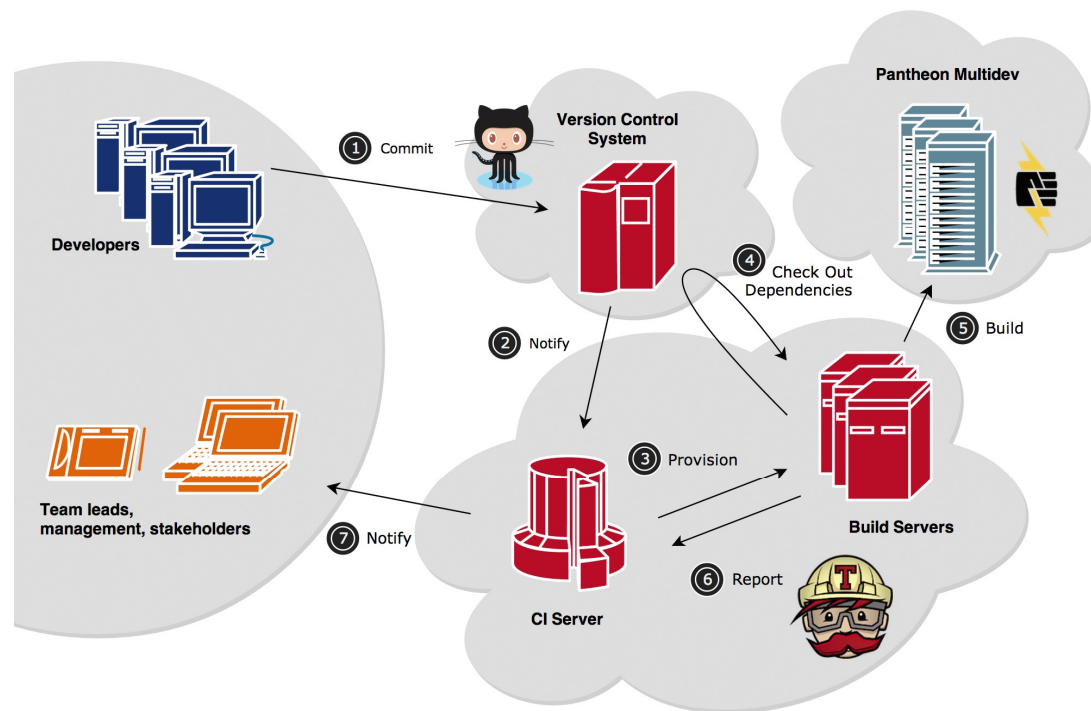 Pantheon Multidev
Version Control
System
1 Commit
Developers
4 Check Out
Dependencies
5 Build
2 Notify
3 Provision
Team leads,
management, stakeholders
7 Notify
Build Servers
6 Report
T
CI Server